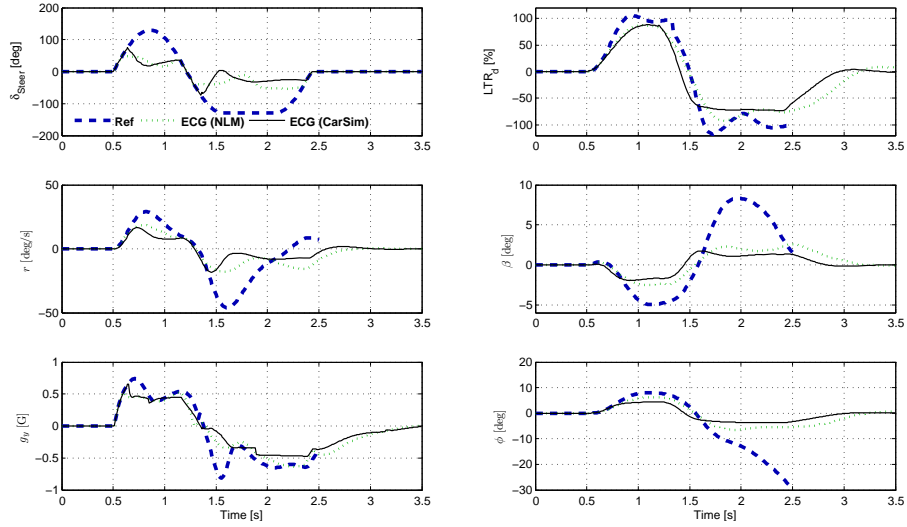 δSteer [deg]
200
100
0
−100
−200
0 0.5 1 1.5 2 2.5 3 3.5
Ref ECG (NLM) ECG (CarSim)
LTRd [%]
100
50
0
−50
−100
0 0.5 1 1.5 2 2.5 3 3.5
r [deg/s]
50
0
−50
0 0.5 1 1.5 2 2.5 3 3.5
β [deg]
10
5
0
−5
0 0.5 1 1.5 2 2.5 3 3.5
gy [G]
1
0.5
0
−0.5
−1
0 0.5 1 1.5 2 2.5 3 3.5
Time [s]
ϕ [deg]
20
10
0
−10
−20
−30
0 0.5 1 1.5 2 2.5 3 3.5
Time [s]